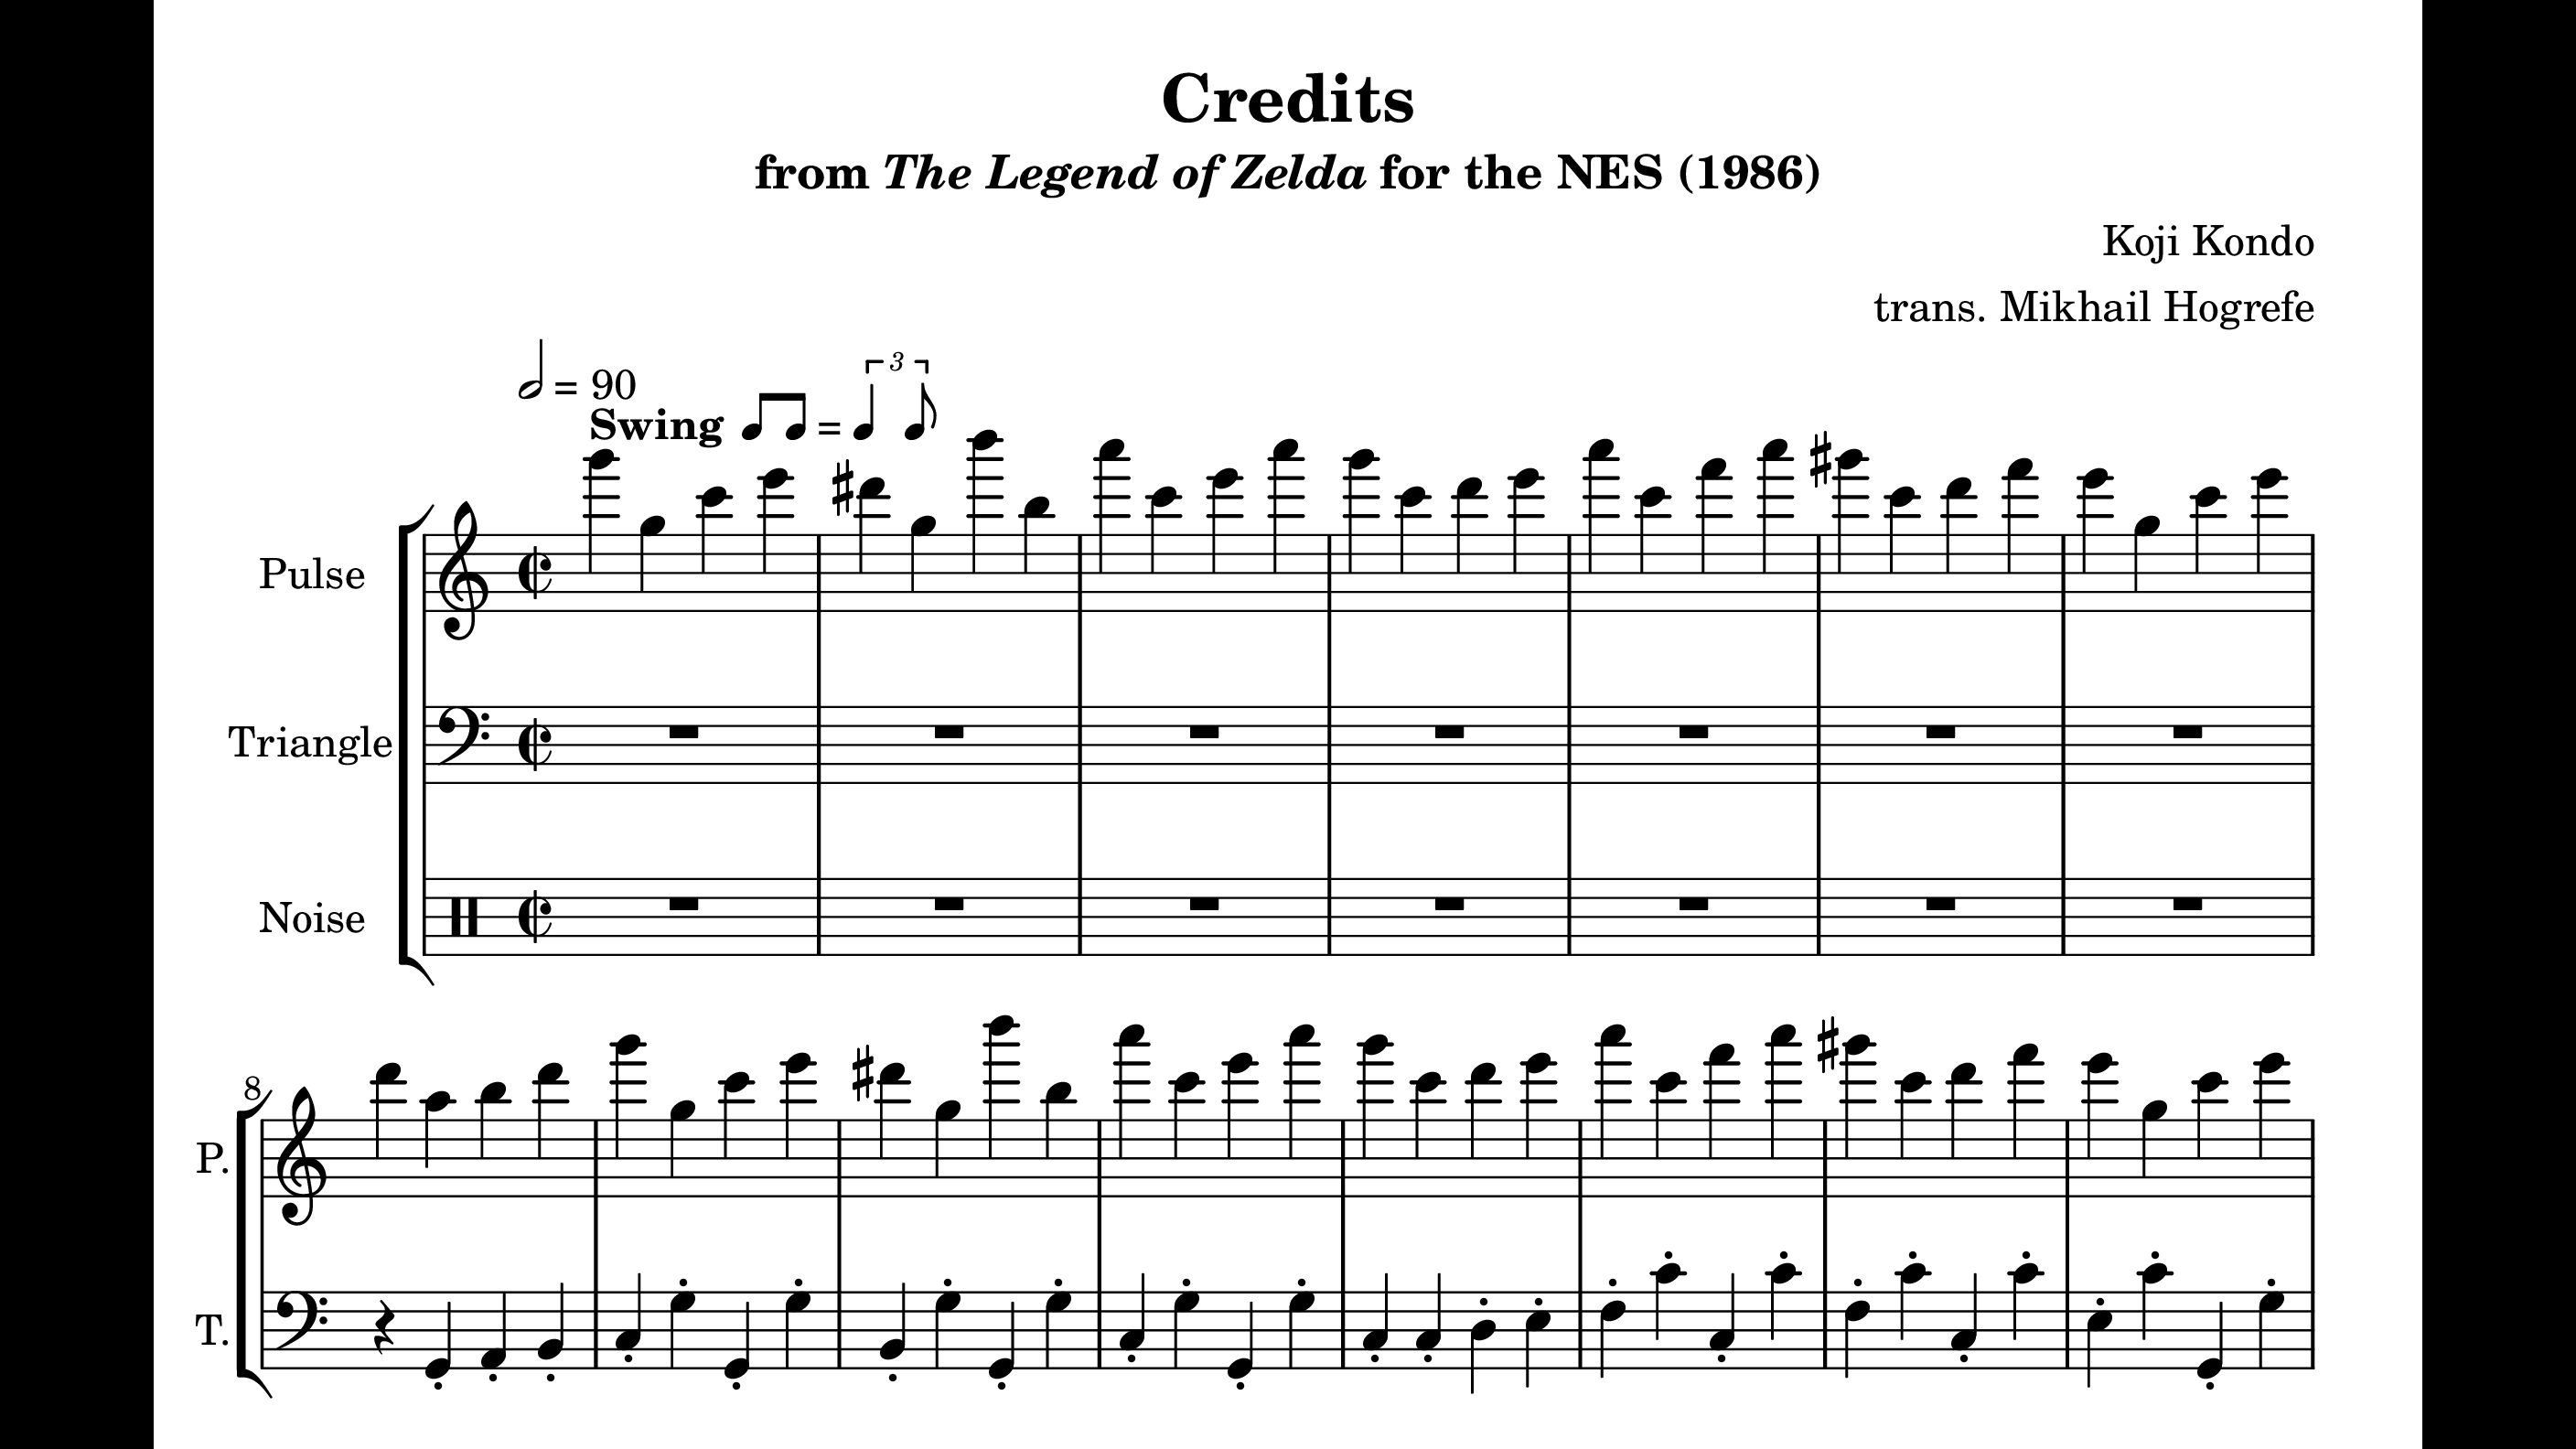 Credits
from The Legend of Zelda for the NES (1986)
Koji Kondo
trans. Mikhail Hogrefe
= 90
Swing = 3
Pulse
Triangle
Noise
8
P.
T.